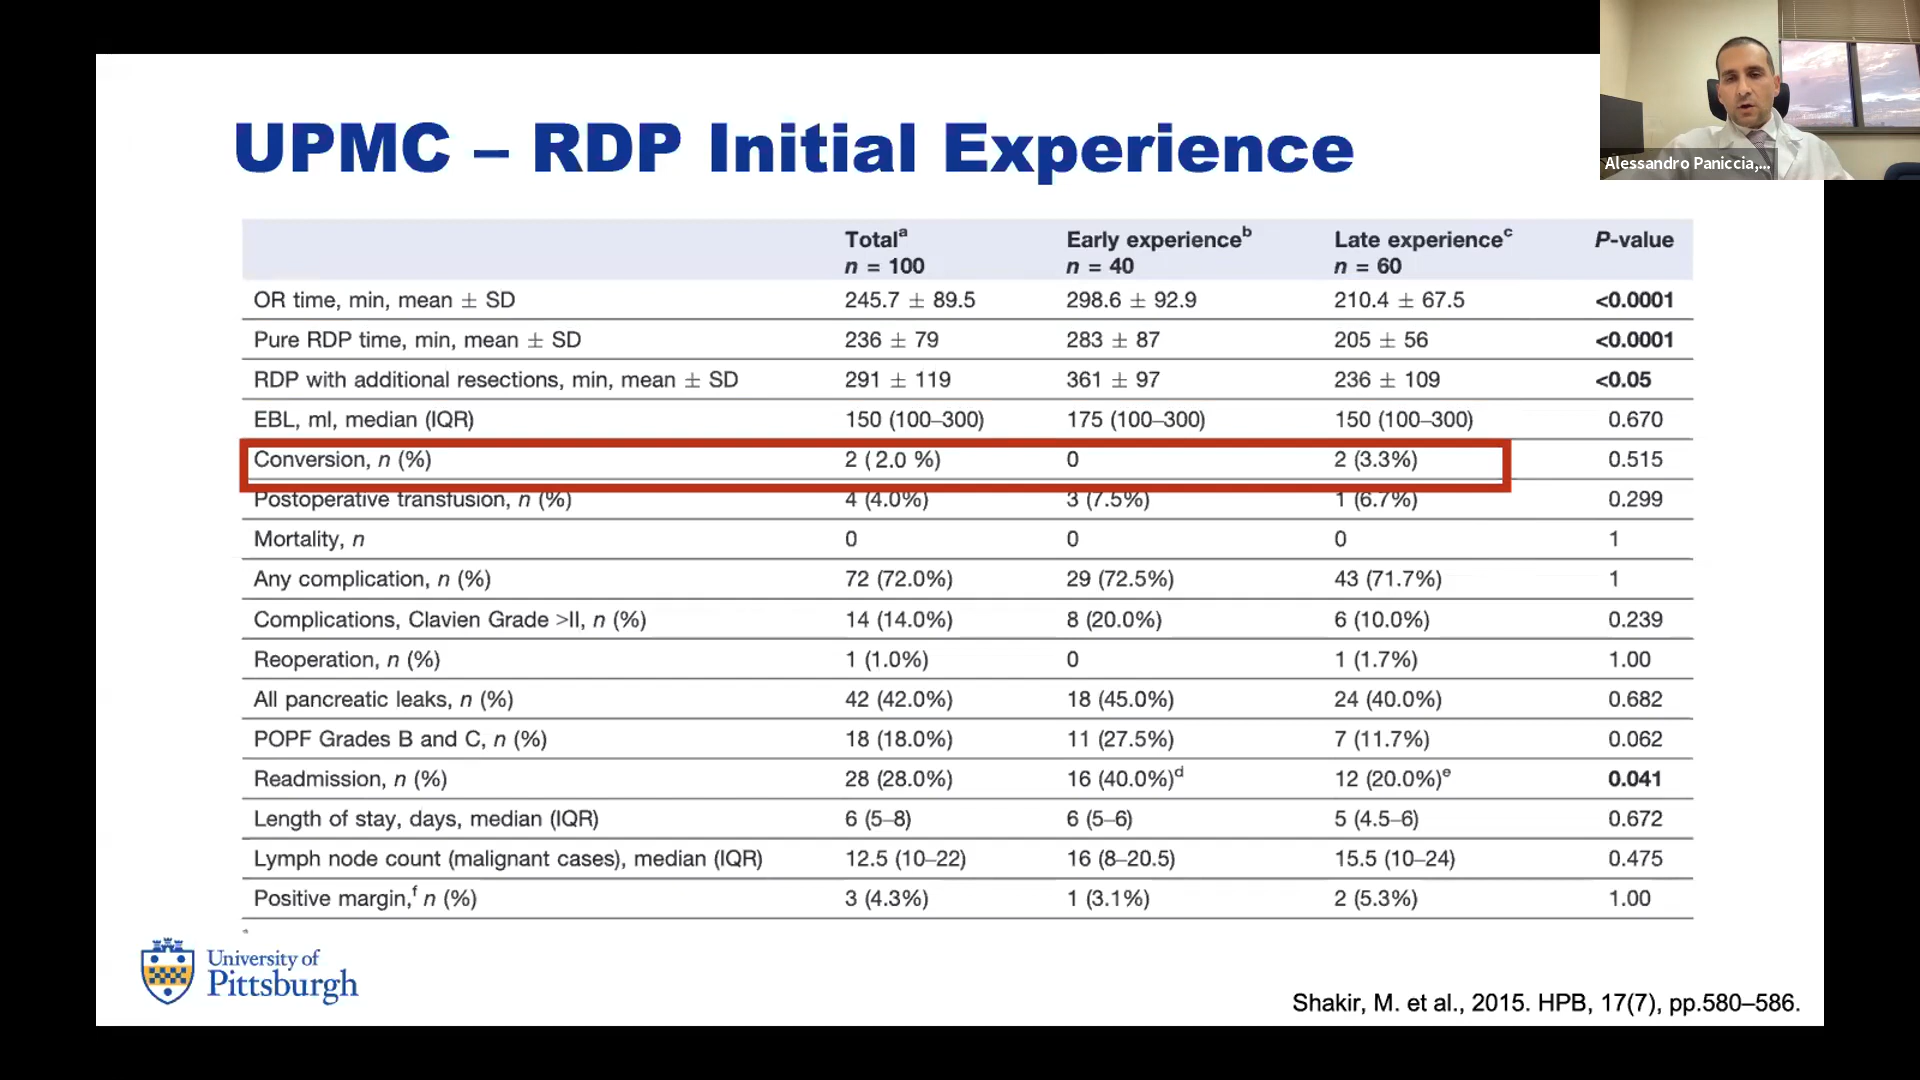 Alessandro Paniccia,...
UPMC – RDP Initial Experience
Totalᵃ Early experienceᵇ Late experienceᶜ P-value
n = 100 n = 40 n = 60
OR time, min, mean ± SD 245.7 ± 89.5 298.6 ± 92.9 210.4 ± 67.5 <0.0001
Pure RDP time, min, mean ± SD 236 ± 79 283 ± 87 205 ± 56 <0.0001
RDP with additional resections, min, mean ± SD 291 ± 119 361 ± 97 236 ± 109 <0.05
EBL, ml, median (IQR) 150 (100–300) 175 (100–300) 150 (100–300) 0.670
Conversion, n (%) 2 ( 2.0 %) 0 2 (3.3%) 0.515
Postoperative transfusion, n (%) 4 (4.0%) 3 (7.5%) 1 (6.7%) 0.299
Mortality, n 0 0 0 1
Any complication, n (%) 72 (72.0%) 29 (72.5%) 43 (71.7%) 1
Complications, Clavien Grade >II, n (%) 14 (14.0%) 8 (20.0%) 6 (10.0%) 0.239
Reoperation, n (%) 1 (1.0%) 0 1 (1.7%) 1.00
All pancreatic leaks, n (%) 42 (42.0%) 18 (45.0%) 24 (40.0%) 0.682
POPF Grades B and C, n (%) 18 (18.0%) 11 (27.5%) 7 (11.7%) 0.062
Readmission, n (%) 28 (28.0%) 16 (40.0%)ᵈ 12 (20.0%)ᵉ 0.041
Length of stay, days, median (IQR) 6 (5–8) 6 (5–6) 5 (4.5–6) 0.672
Lymph node count (malignant cases), median (IQR) 12.5 (10–22) 16 (8–20.5) 15.5 (10–24) 0.475
Positive margin,ᶠ n (%) 3 (4.3%) 1 (3.1%) 2 (5.3%) 1.00
University of
Pittsburgh
Shakir, M. et al., 2015. HPB, 17(7), pp.580–586.